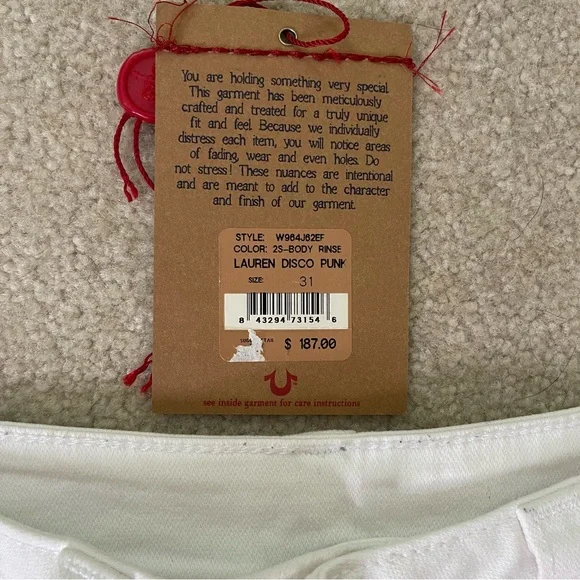 You are holding something very special.
This garment has been meticulously
crafted and treated for a truly unique
fit and feel. Because we individually
distress each item, you will notice areas
of fading, wear and even holes. Do
not stress! These nuances are intentional
and are meant to add to the character
and finish of our garment.
STYLE: W964J62EF
COLOR: 2S-BODY RINSE
LAUREN DISCO PUNK
SIZE: 31
8 43294 73154 6
$ 187.00
see inside garment for care instructions